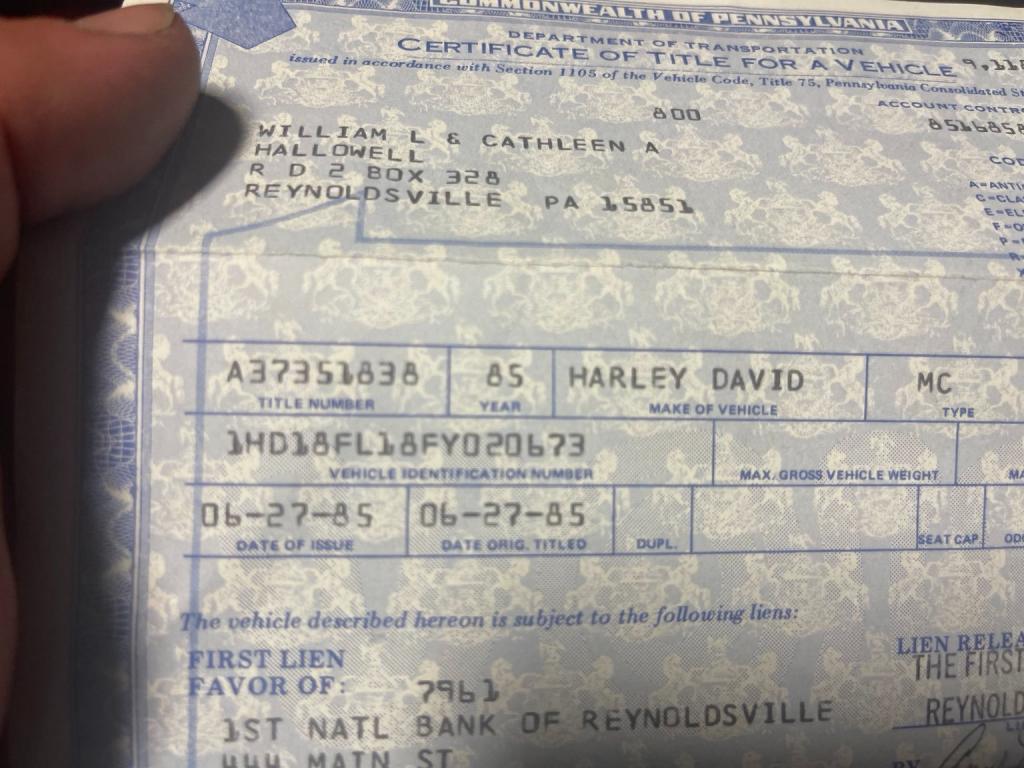 COMMONWEALTH OF PENNSYLVANIA
DEPARTMENT OF TRANSPORTATION
CERTIFICATE OF TITLE FOR A VEHICLE
issued in accordance with Section 1105 of the Vehicle Code, Title 75, Pennsylvania Consolidated
800
ACCOUNT
WILLIAM L & CATHLEEN A
HALLOWELL
R D 2 BOX 328
REYNOLDSVILLE PA 15851
A37351838 85 HARLEY DAVID MC
TITLE NUMBER YEAR MAKE OF VEHICLE TYPE
1HD18FL18FY020673
VEHICLE IDENTIFICATION NUMBER MAX. GROSS VEHICLE WEIGHT
06-27-85 06-27-85
DATE OF ISSUE DATE ORIG. TITLED DUPL. SEAT CAP.
The vehicle described hereon is subject to the following liens:
FIRST LIEN LIEN
FAVOR OF: 7961 THE FIRST
1ST NATL BANK OF REYNOLDSVILLE
444 MAIN ST
BY